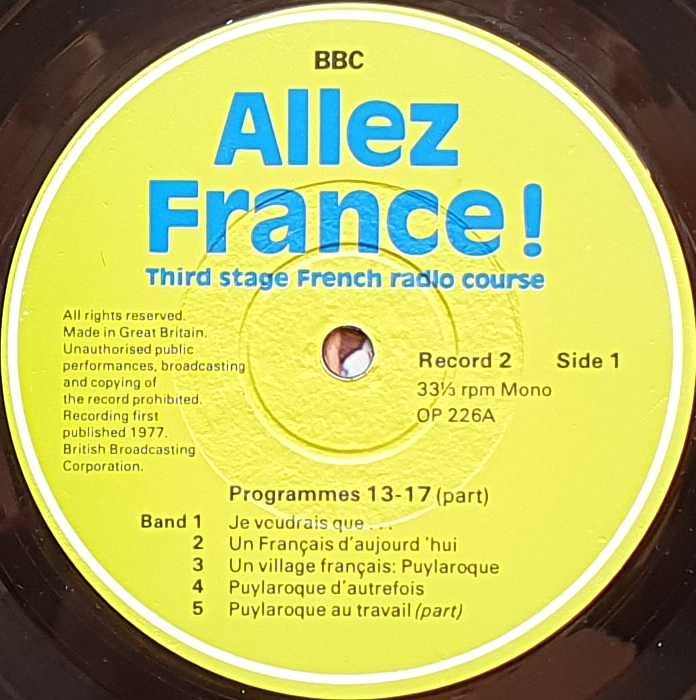 BBC
Allez
France!
Third stage French radio course
All rights reserved.
Made in Great Britain.
Unauthorised public
performances, broadcasting
and copying of
the record prohibited.
Recording first
published 1977.
British Broadcasting
Corporation.
Record 2 Side 1
33⅓ rpm Mono
OP 226A
Programmes 13-17 (part)
Band 1 Je voudrais que...
2 Un Français d'aujourd 'hui
3 Un village français: Puylaroque
4 Puylaroque d'autrefois
5 Puylaroque au travail (part)